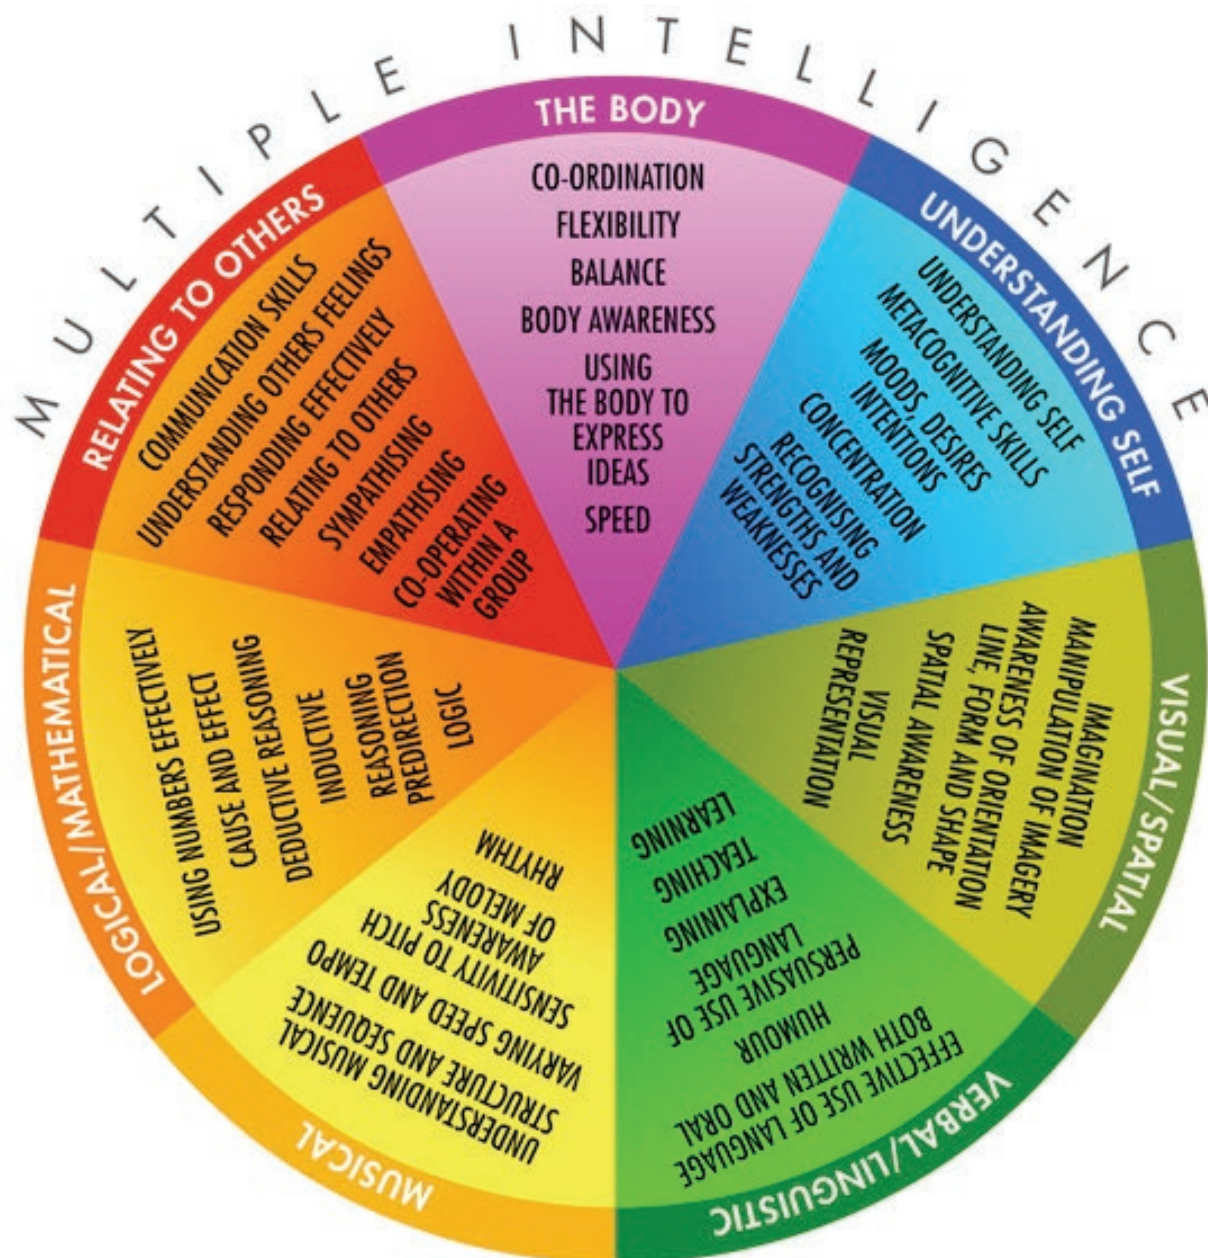 MULTIPLE INTELLIGENCE
THE BODY
CO-ORDINATION
FLEXIBILITY
BALANCE
BODY AWARENESS
USING
THE BODY TO
EXPRESS
IDEAS
SPEED
UNDERSTANDING SELF
UNDERSTANDING SELF
METACOGNITIVE SKILLS
MOODS, DESIRES
INTENTIONS
CONCENTRATION
RECOGNISING
STRENGTHS AND
WEAKNESSES
VISUAL/SPATIAL
IMAGINATION
MANIPULATION OF IMAGERY
AWARENESS OF ORIENTATION
LINE, FORM AND SHAPE
SPATIAL AWARENESS
VISUAL
REPRESENTATION
VERBAL/LINGUISTIC
EFFECTIVE USE OF LANGUAGE
BOTH WRITTEN AND ORAL
HUMOUR
PERSUASIVE USE OF
LANGUAGE
EXPLAINING
TEACHING
LEARNING
MUSICAL
UNDERSTANDING MUSICAL
STRUCTURE AND SEQUENCE
VARYING SPEED AND TEMPO
SENSITIVITY TO PITCH
AWARENESS
OF MELODY
RHYTHM
LOGICAL/MATHEMATICAL
USING NUMBERS EFFECTIVELY
CAUSE AND EFFECT
DEDUCTIVE REASONING
INDUCTIVE
REASONING
PREDIRECTION
LOGIC
RELATING TO OTHERS
COMMUNICATION SKILLS
UNDERSTANDING OTHERS FEELINGS
RESPONDING EFFECTIVELY
RELATING TO OTHERS
SYMPATHISING
EMPATHISING
CO-OPERATING
WITHIN A
GROUP